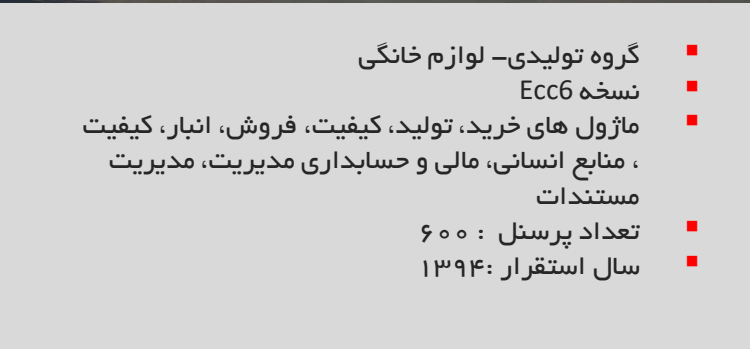 گروه تولیدی– لوازم خانگی
نسخه Ecc6
ماژول های خرید، تولید، کیفیت، فروش، انبار، کیفیت
، منابع انسانی، مالی و حسابداری مدیریت، مدیریت
مستندات
تعداد پرسنل : ۶۰۰
سال استقرار :۱۳۹۴